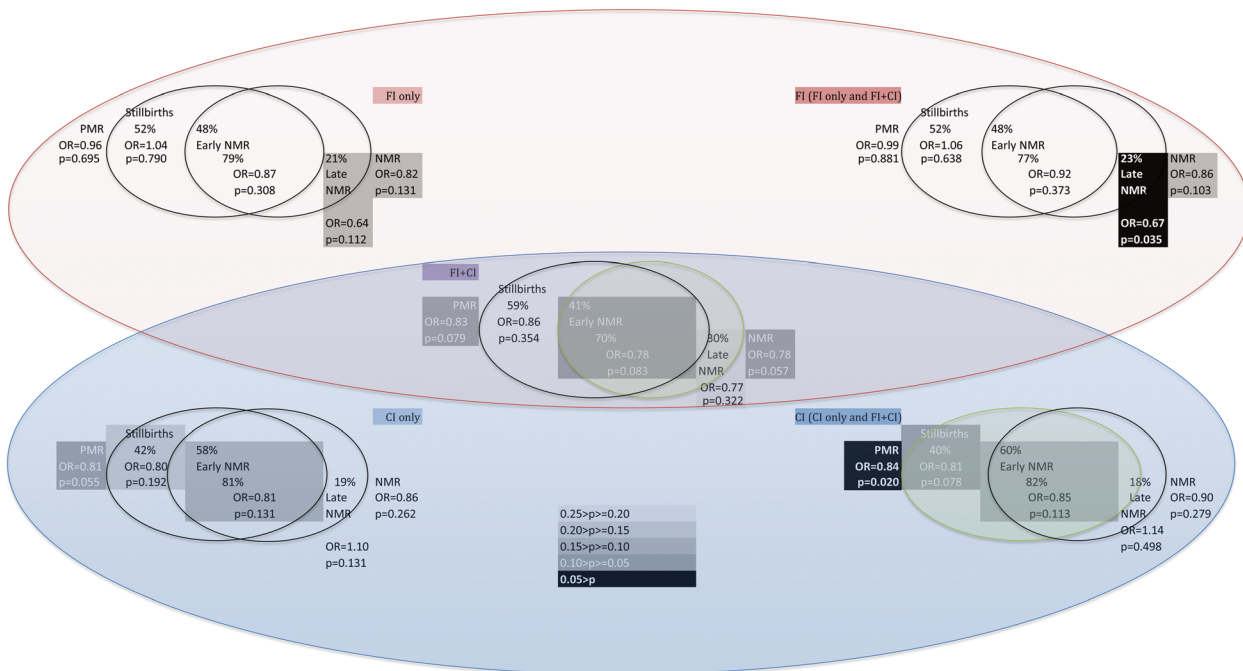 FI only
Stillbirths
PMR 52% 48%
OR=0.96 OR=1.04 Early NMR
p=0.695 p=0.790 79% 21% NMR
OR=0.87 Late OR=0.82
p=0.308 NMR p=0.131
OR=0.64
p=0.112
FI (FI only and FI+CI)
Stillbirths
PMR 52% 48%
OR=0.99 OR=1.06 Early NMR
p=0.881 p=0.638 77% 23% NMR
OR=0.92 Late OR=0.86
p=0.373 NMR p=0.103
OR=0.67
p=0.035
FI+CI
Stillbirths
PMR 59% 41%
OR=0.83 OR=0.86 Early NMR
p=0.079 p=0.354 70% 30% NMR
OR=0.78 Late OR=0.78
p=0.083 NMR p=0.057
OR=0.77
p=0.322
CI only
Stillbirths
PMR 42% 58%
OR=0.81 OR=0.80 Early NMR
p=0.055 p=0.192 81% 19% NMR
OR=0.81 Late OR=0.86
p=0.131 NMR p=0.262
OR=1.10
p=0.131
CI (CI only and FI+CI)
Stillbirths
PMR 40% 60%
OR=0.84 OR=0.81 Early NMR
p=0.020 p=0.078 82% 18% NMR
OR=0.85 Late OR=0.90
p=0.113 NMR p=0.279
OR=1.14
p=0.498
0.25>p>=0.20
0.20>p>=0.15
0.15>p>=0.10
0.10>p>=0.05
0.05>p